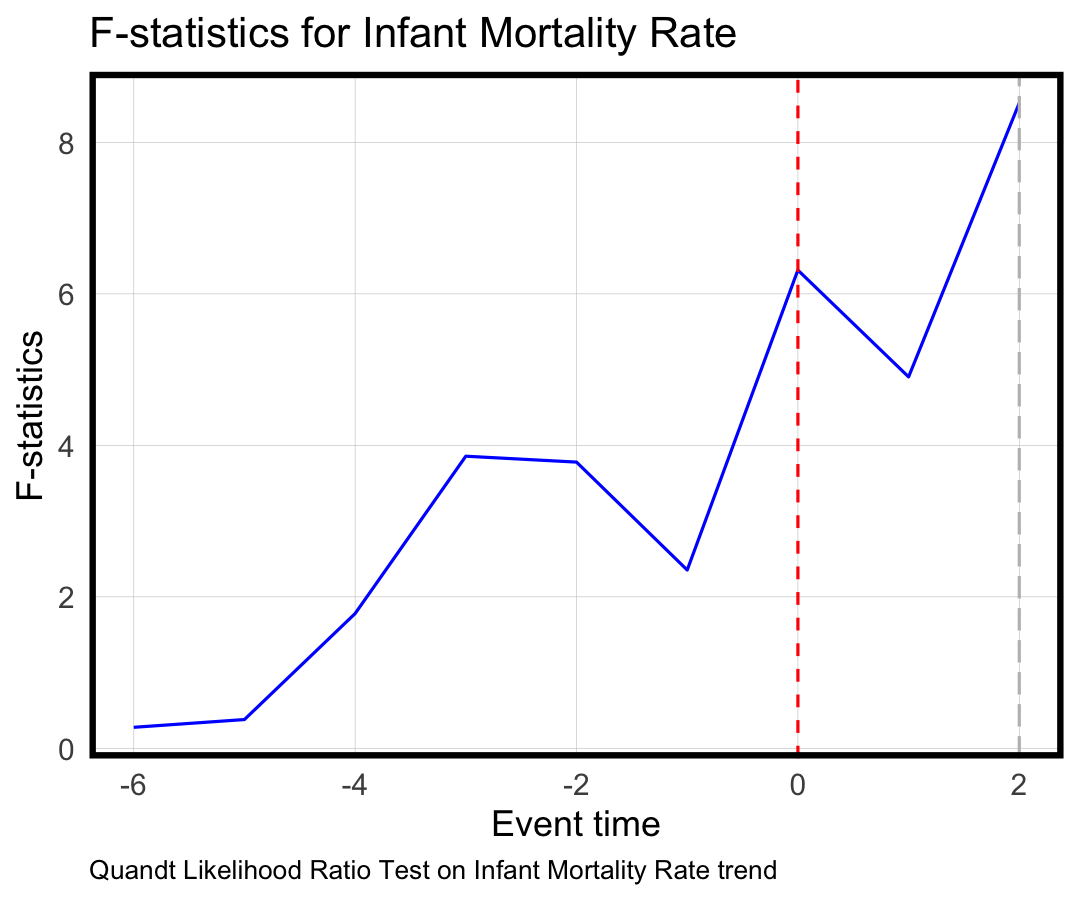 F-statistics for Infant Mortality Rate
8
6
4
2
0
F-statistics
-6 -4 -2 0 2
Event time
Quandt Likelihood Ratio Test on Infant Mortality Rate trend